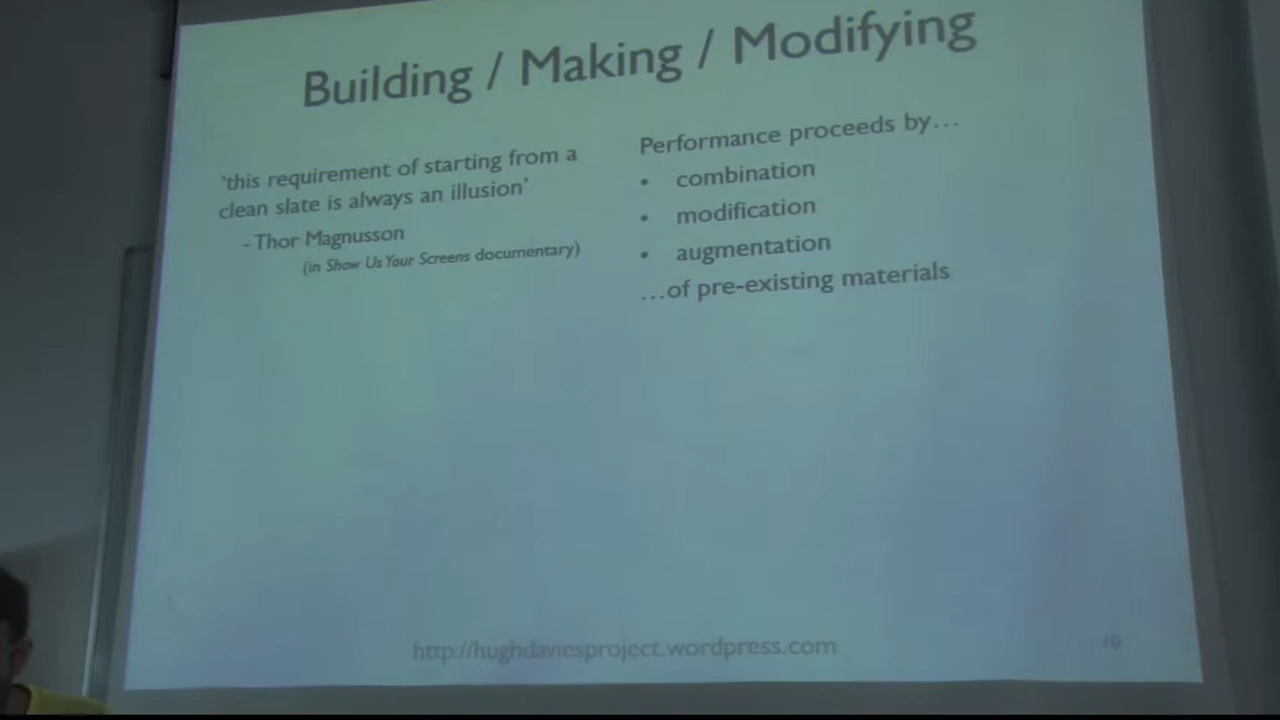 Building / Making / Modifying
'this requirement of starting from a
clean slate is always an illusion'
- Thor Magnusson
(in Show Us Your Screens documentary)
Performance proceeds by…
• combination
• modification
• augmentation
…of pre-existing materials
http://hughdaviesproject.wordpress.com